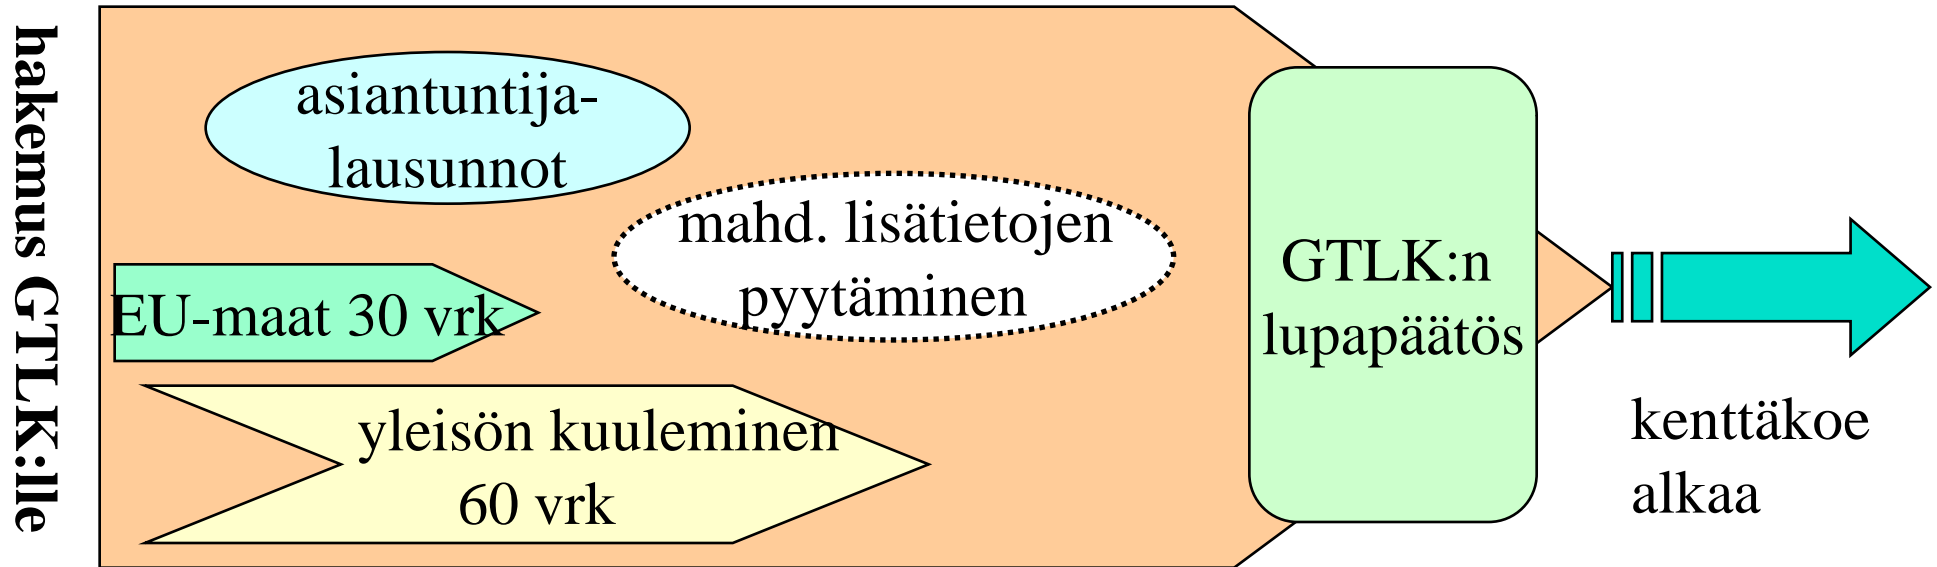 hakemus GTLK:lle
asiantuntija-
lausunnot
mahd. lisätietojen
pyytäminen
EU-maat 30 vrk
yleisön kuuleminen
60 vrk
GTLK:n
lupapäätös
kenttäkoe
alkaa